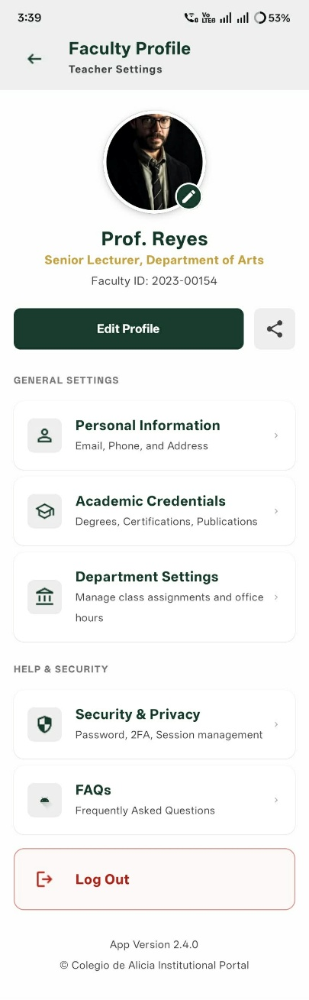 3:39
Vo
LTE
53%
Faculty Profile
Teacher Settings
Prof. Reyes
Senior Lecturer, Department of Arts
Faculty ID: 2023-00154
Edit Profile
GENERAL SETTINGS
Personal Information
Email, Phone, and Address
Academic Credentials
Degrees, Certifications, Publications
Department Settings
Manage class assignments and office
hours
HELP & SECURITY
Security & Privacy
Password, 2FA, Session management
FAQs
Frequently Asked Questions
Log Out
App Version 2.4.0
© Colegio de Alicia Institutional Portal